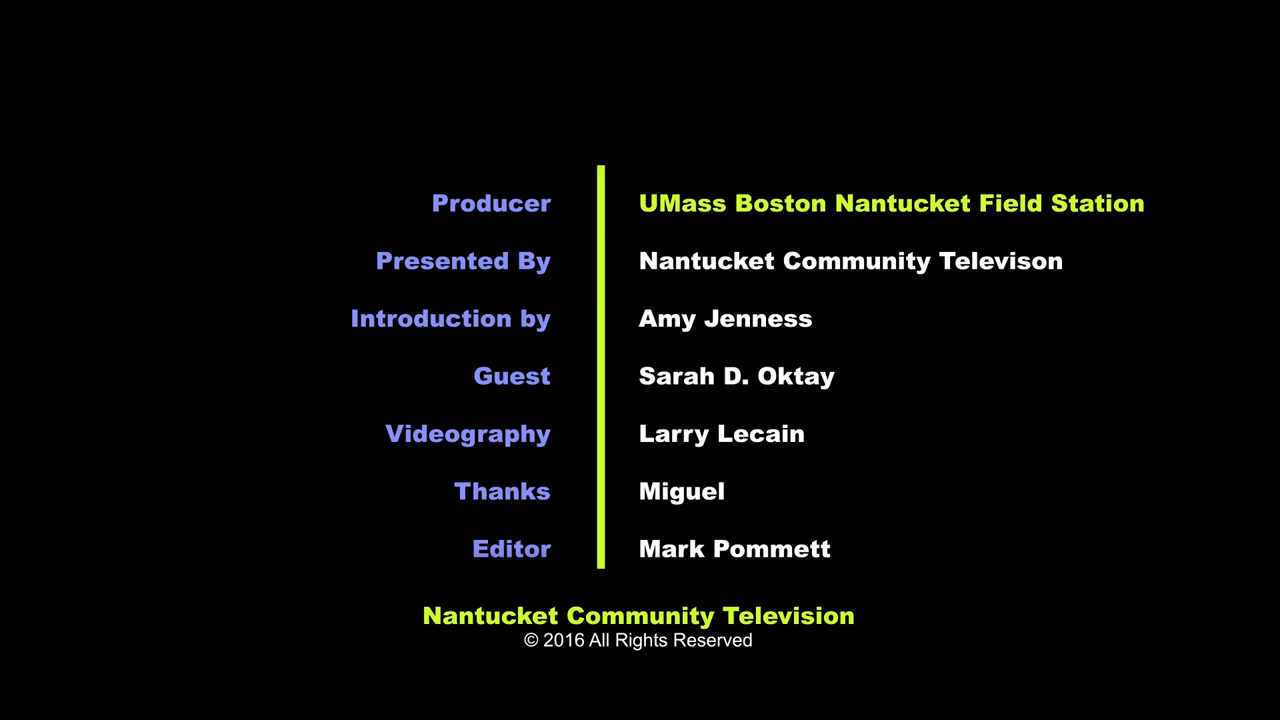 Producer UMass Boston Nantucket Field Station
Presented By Nantucket Community Televison
Introduction by Amy Jenness
Guest Sarah D. Oktay
Videography Larry Lecain
Thanks Miguel
Editor Mark Pommett
Nantucket Community Television
© 2016 All Rights Reserved